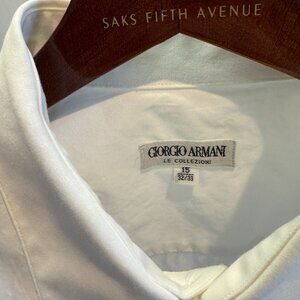 SAKS FIFTH AVENUE
GIORGIO ARMANI
LE COLLEZIONI
15
32/33